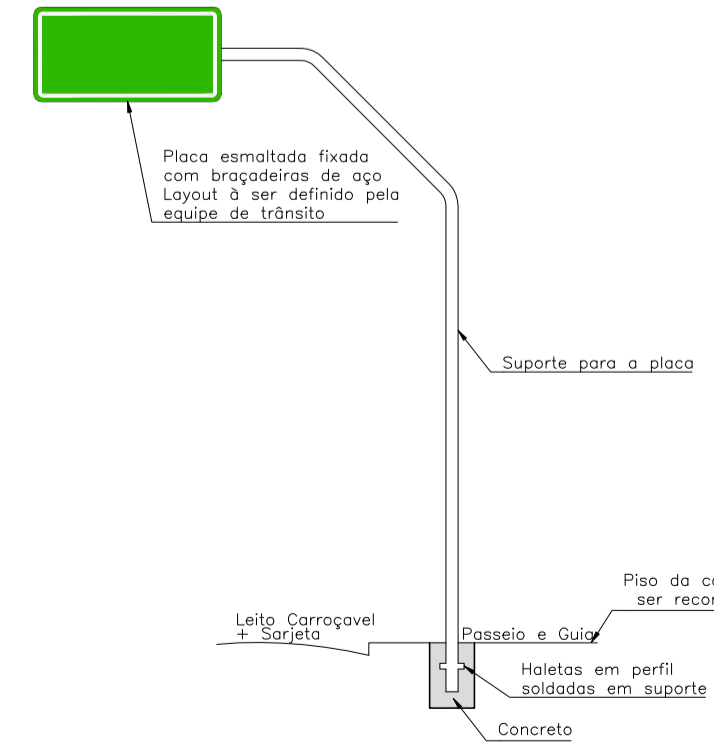 Placa esmaltada fixada
com braçadeiras de aço
Layout à ser definido pela
equipe de trânsito
Suporte para a placa
Piso da
ser
Leito Carroçavel
+ Sarjeta
Passeio e Guia
Haletas em perfil
soldadas em suporte
Concreto